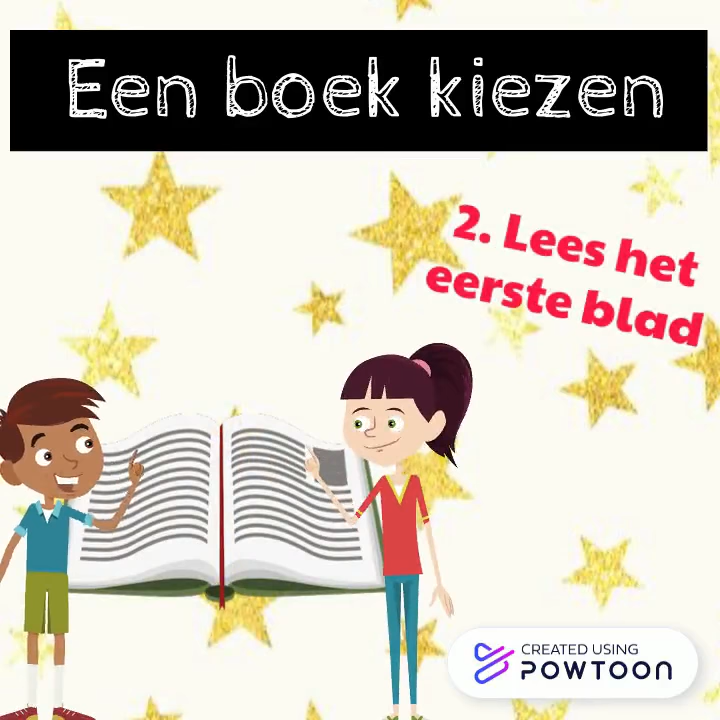 Een boek kiezen
2. Lees het
eerste blad
CREATED USING
POWTOON